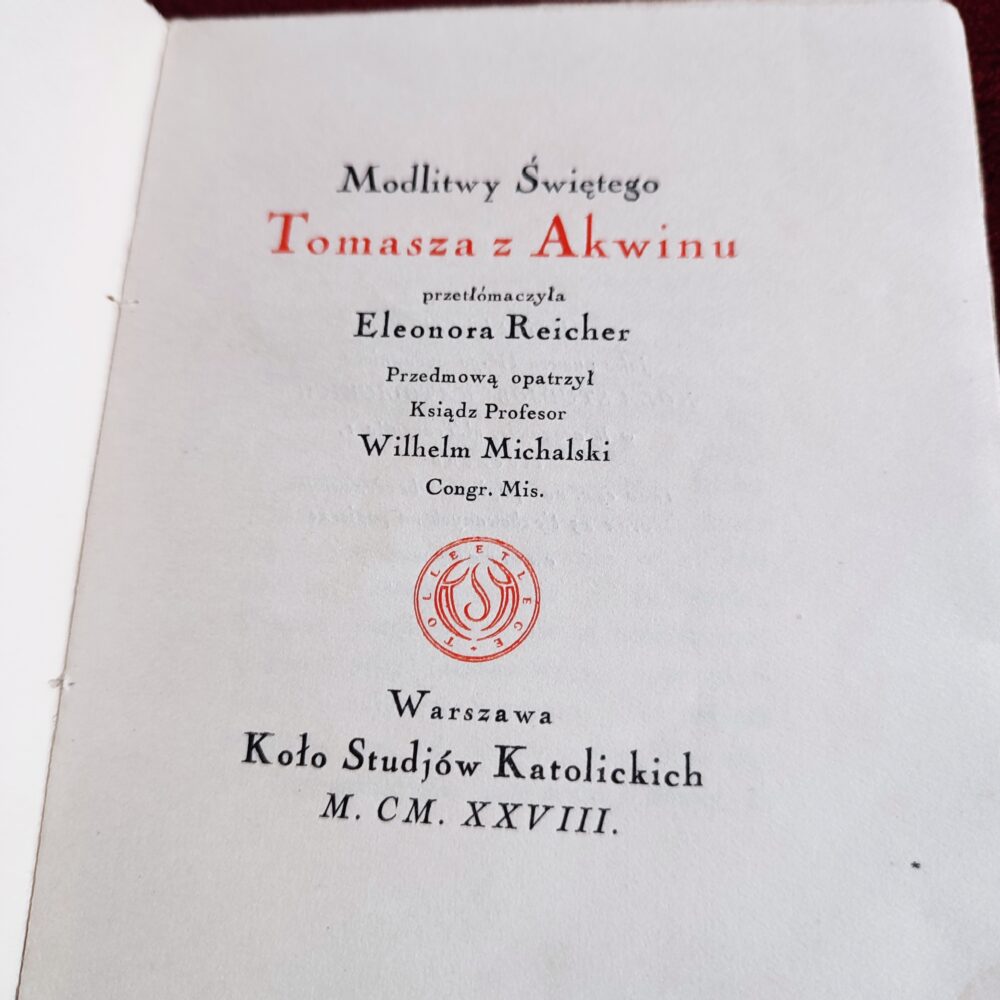 Modlitwy Świętego
Tomasza z Akwinu
przetłómaczyła
Eleonora Reicher
Przedmową opatrzył
Ksiądz Profesor
Wilhelm Michalski
Congr. Mis.
TOLLE ET LEGE
Warszawa
Koło Studjów Katolickich
M. CM. XXVIII.